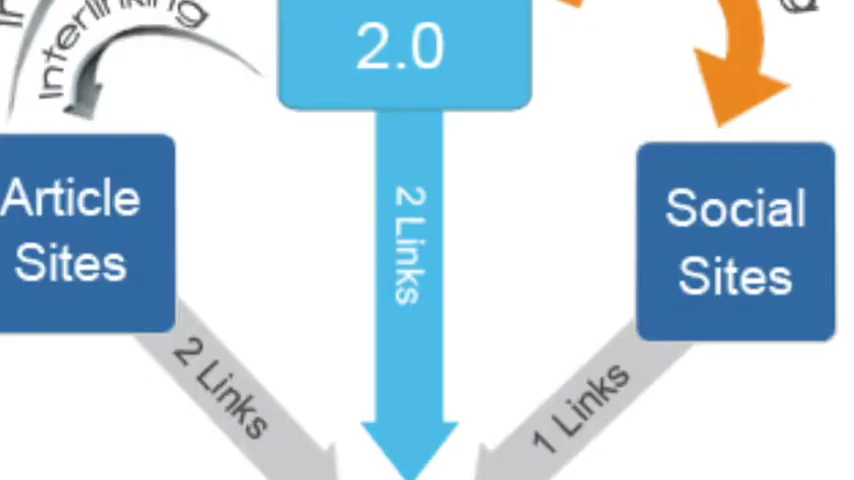 Interlinking
2.0
Article
Sites
2 Links
Social
Sites
2 Links
1 Links